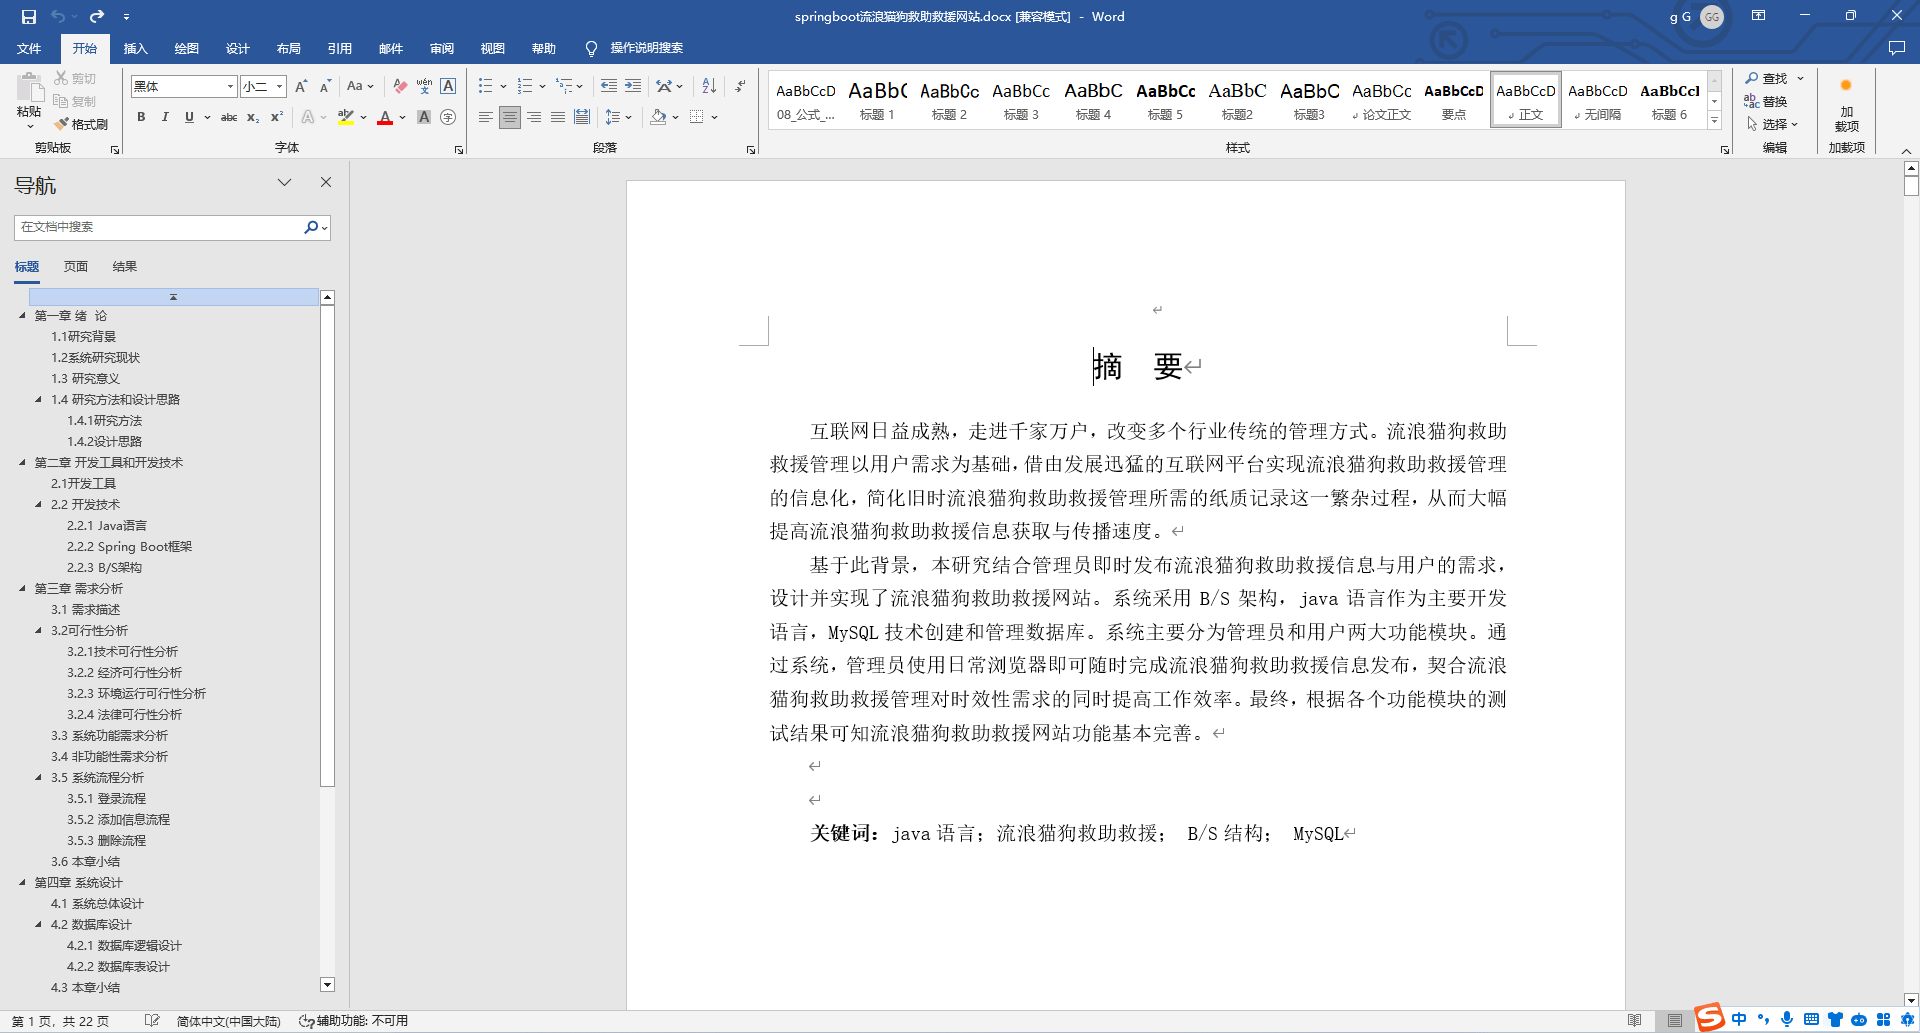 springboot流浪猫狗救助救援网站.docx [兼容模式] - Word
g G GG
文件 开始 插入 绘图 设计 布局 引用 邮件 审阅 视图 帮助 操作说明搜索
粘贴 剪切 复制 格式刷
黑体 小二
剪贴板 字体 段落 样式 编辑 加载项
AaBbCcD AaBb( AaBbCc AaBbCc AaBbC AaBbCc AaBbC AaBbC AaBbCc AaBbCcD AaBbCcD AaBbCcD AaBbCcI
08_公式_... 标题 1 标题 2 标题 3 标题 4 标题 5 标题2 标题3 论文正文 要点 正文 无间隔 标题 6
查找 替换 选择
加载项
导航
在文档中搜索
标题 页面 结果
第一章 绪 论
1.1研究背景
1.2系统研究现状
1.3 研究意义
1.4 研究方法和设计思路
1.4.1研究方法
1.4.2设计思路
第二章 开发工具和开发技术
2.1开发工具
2.2 开发技术
2.2.1 Java语言
2.2.2 Spring Boot框架
2.2.3 B/S架构
第三章 需求分析
3.1 需求描述
3.2可行性分析
3.2.1技术可行性分析
3.2.2 经济可行性分析
3.2.3 环境运行可行性分析
3.2.4 法律可行性分析
3.3 系统功能需求分析
3.4 非功能性需求分析
3.5 系统流程分析
3.5.1 登录流程
3.5.2 添加信息流程
3.5.3 删除流程
3.6 本章小结
第四章 系统设计
4.1 系统总体设计
4.2 数据库设计
4.2.1 数据库逻辑设计
4.2.2 数据库表设计
4.3 本章小结
摘 要
互联网日益成熟，走进千家万户，改变多个行业传统的管理方式。流浪猫狗救助
救援管理以用户需求为基础，借由发展迅猛的互联网平台实现流浪猫狗救助救援管理
的信息化，简化旧时流浪猫狗救助救援管理所需的纸质记录这一繁杂过程，从而大幅
提高流浪猫狗救助救援信息获取与传播速度。
基于此背景，本研究结合管理员即时发布流浪猫狗救助救援信息与用户的需求，
设计并实现了流浪猫狗救助救援网站。系统采用 B/S 架构，java 语言作为主要开发
语言，MySQL 技术创建和管理数据库。系统主要分为管理员和用户两大功能模块。通
过系统，管理员使用日常浏览器即可随时完成流浪猫狗救助救援信息发布，契合流浪
猫狗救助救援管理对时效性需求的同时提高工作效率。最终，根据各个功能模块的测
试结果可知流浪猫狗救助救援网站功能基本完善。
关键词：java 语言；流浪猫狗救助救援； B/S 结构； MySQL
第 1 页，共 22 页 简体中文(中国大陆) 辅助功能: 不可用
中